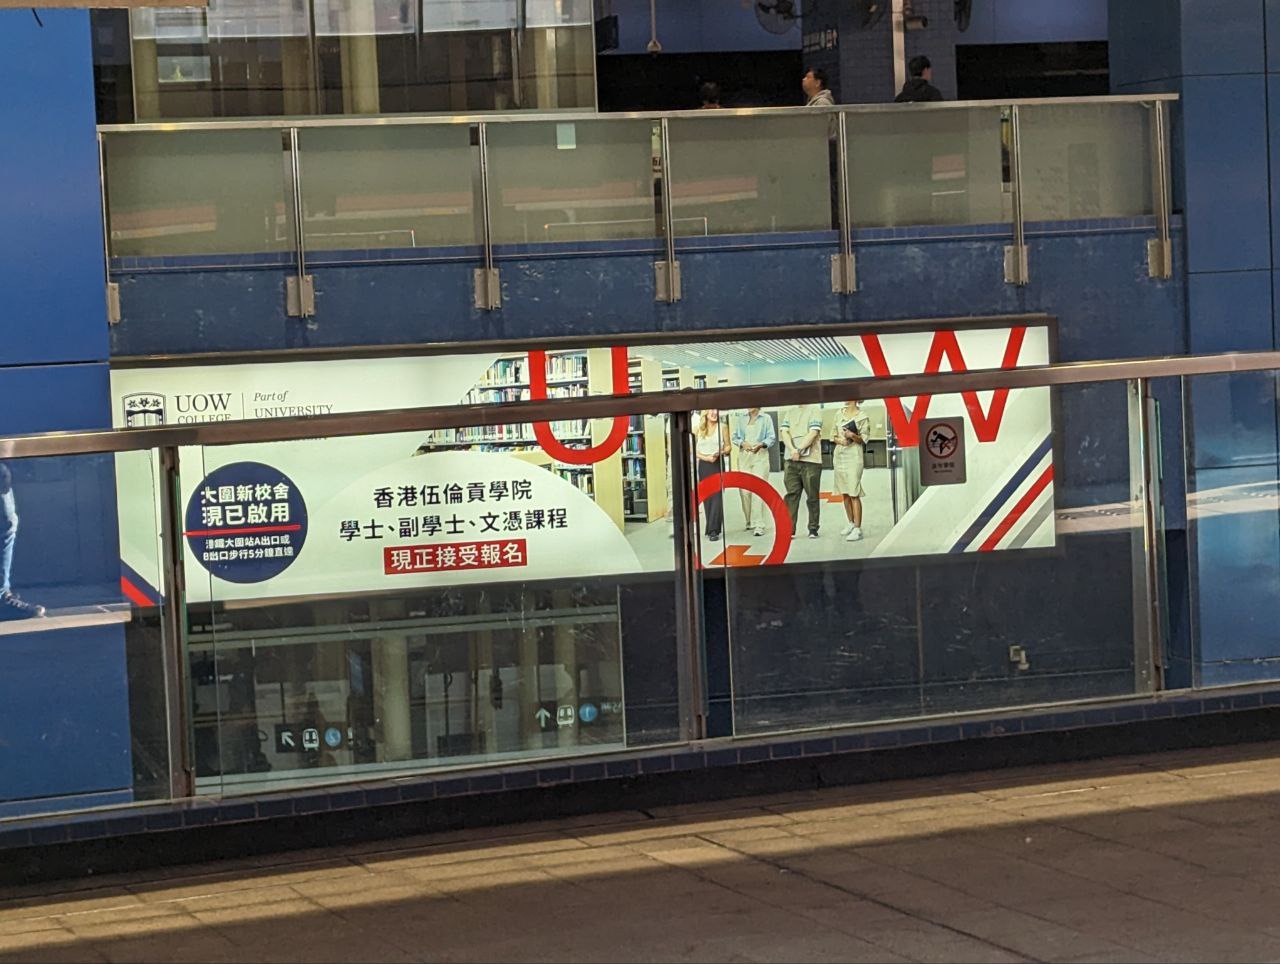 UOW
COLLEGE
Part of
UNIVERSITY
U
O
W
大圍新校舍
現已啟用
港鐵大圍站A出口或
B出口步行5分鐘直達
香港伍倫貢學院
學士、副學士、文憑課程
現正接受報名
1
2